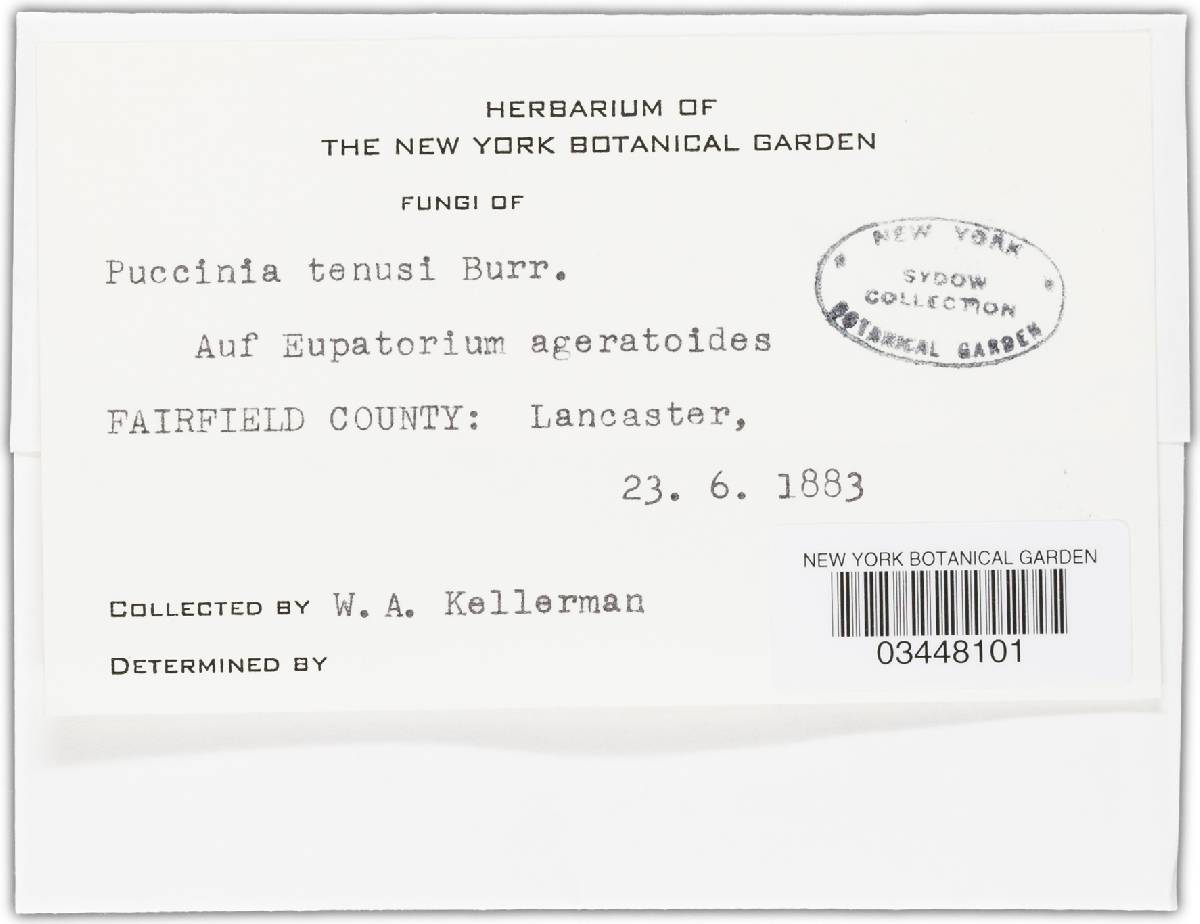 HERBARIUM OF
THE NEW YORK BOTANICAL GARDEN
FUNGI OF
Puccinia tenusi Burr.
NEW YORK
SYDOW
COLLECTION
BOTANICAL GARDEN
Auf Eupatorium ageratoides
FAIRFIELD COUNTY: Lancaster,
23. 6. 1883
NEW YORK BOTANICAL GARDEN
03448101
COLLECTED BY W. A. Kellerman
DETERMINED BY